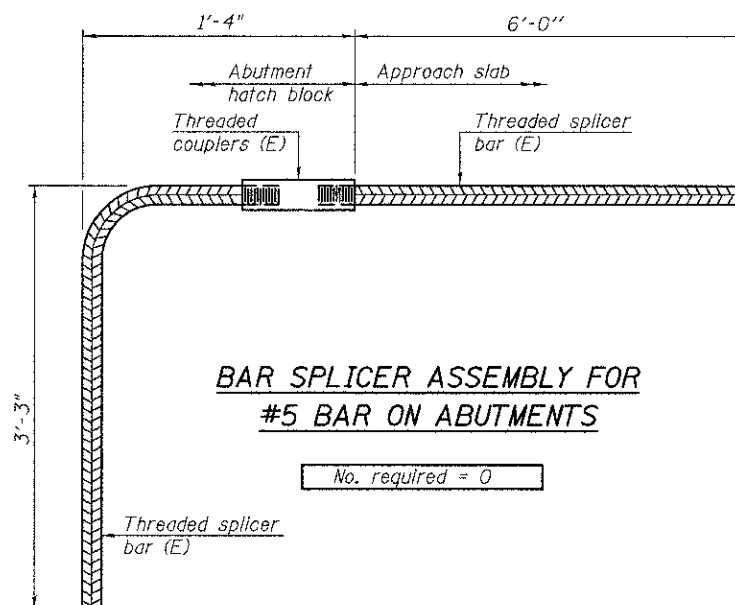 1'-4"
6'-0"
Abutment
hatch block
Approach slab
Threaded
couplers (E)
Threaded splicer
bar (E)
3'-3"
BAR SPLICER ASSEMBLY FOR
#5 BAR ON ABUTMENTS
No. required = 0
Threaded splicer
bar (E)